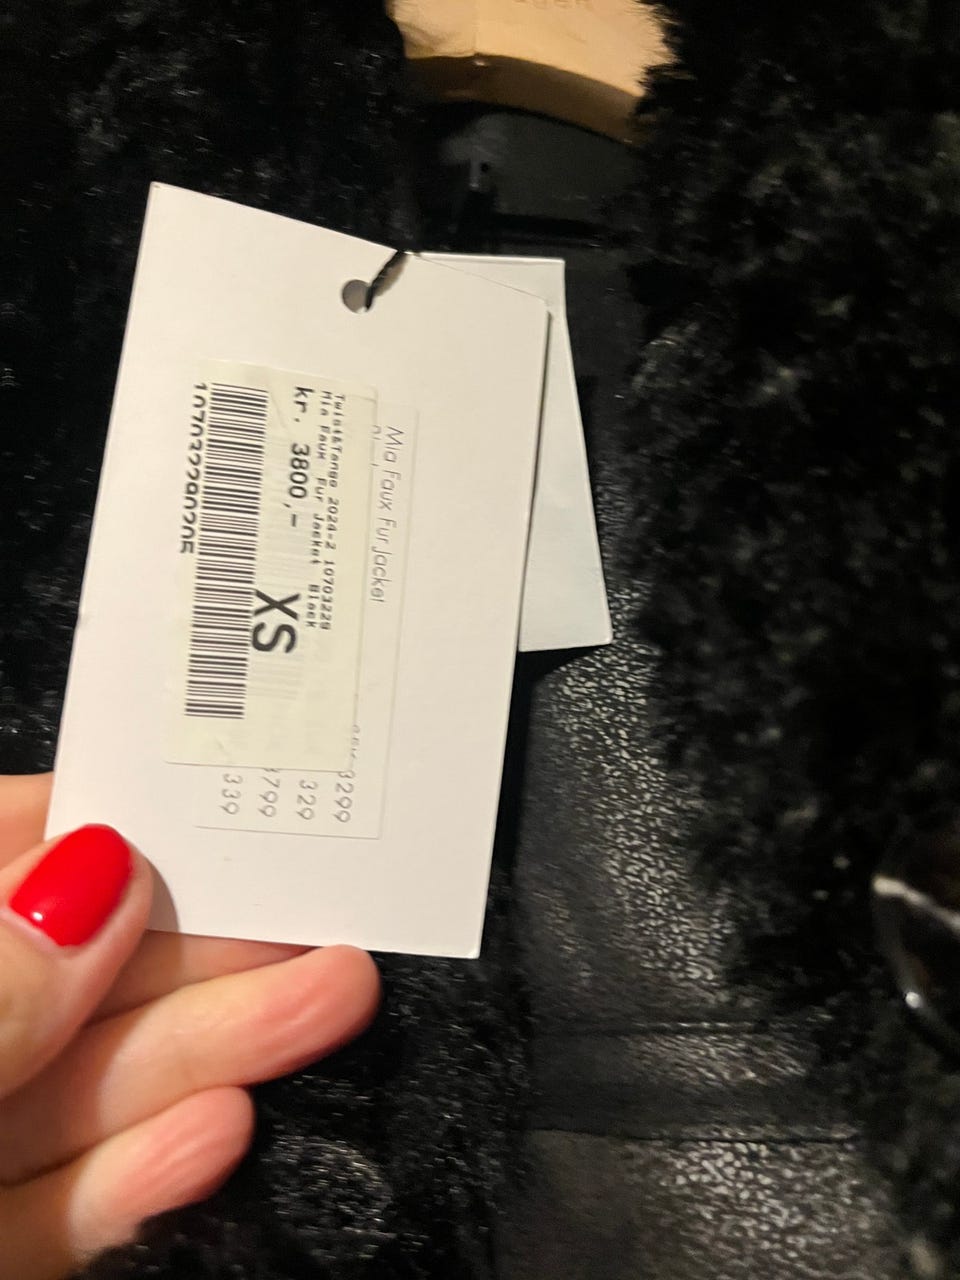 Mia Faux Fur Jacket
Twist&Tango 2024-2 10703229
Mia Faux Fur Jacket Black
kr. 3800,-
XS
3299
329
3799
339